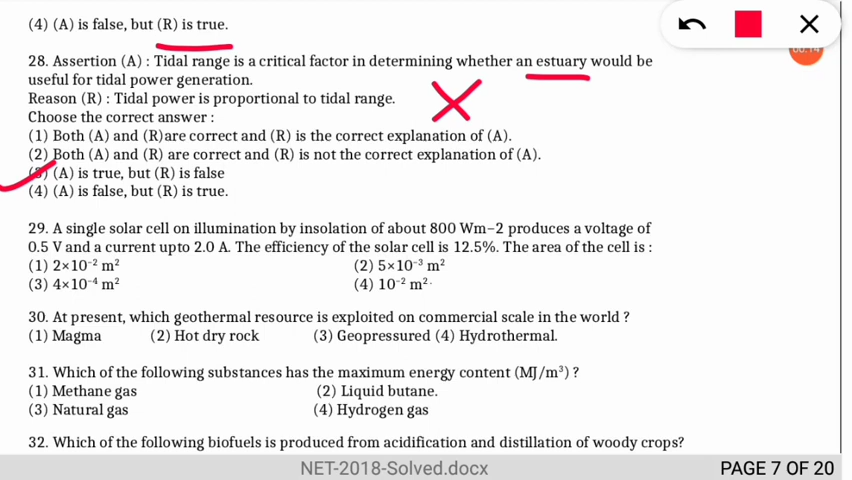 (4) (A) is false, but (R) is true.
00:14
28. Assertion (A) : Tidal range is a critical factor in determining whether an estuary would be
useful for tidal power generation.
Reason (R) : Tidal power is proportional to tidal range.
Choose the correct answer :
(1) Both (A) and (R)are correct and (R) is the correct explanation of (A).
(2) Both (A) and (R) are correct and (R) is not the correct explanation of (A).
(3) (A) is true, but (R) is false
(4) (A) is false, but (R) is true.
29. A single solar cell on illumination by insolation of about 800 Wm−2 produces a voltage of
0.5 V and a current upto 2.0 A. The efficiency of the solar cell is 12.5%. The area of the cell is :
(1) 2×10⁻² m² (2) 5×10⁻³ m²
(3) 4×10⁻⁴ m² (4) 10⁻² m².
30. At present, which geothermal resource is exploited on commercial scale in the world ?
(1) Magma (2) Hot dry rock (3) Geopressured (4) Hydrothermal.
31. Which of the following substances has the maximum energy content (MJ/m³) ?
(1) Methane gas (2) Liquid butane.
(3) Natural gas (4) Hydrogen gas
32. Which of the following biofuels is produced from acidification and distillation of woody crops?
NET-2018-Solved.docx PAGE 7 OF 20